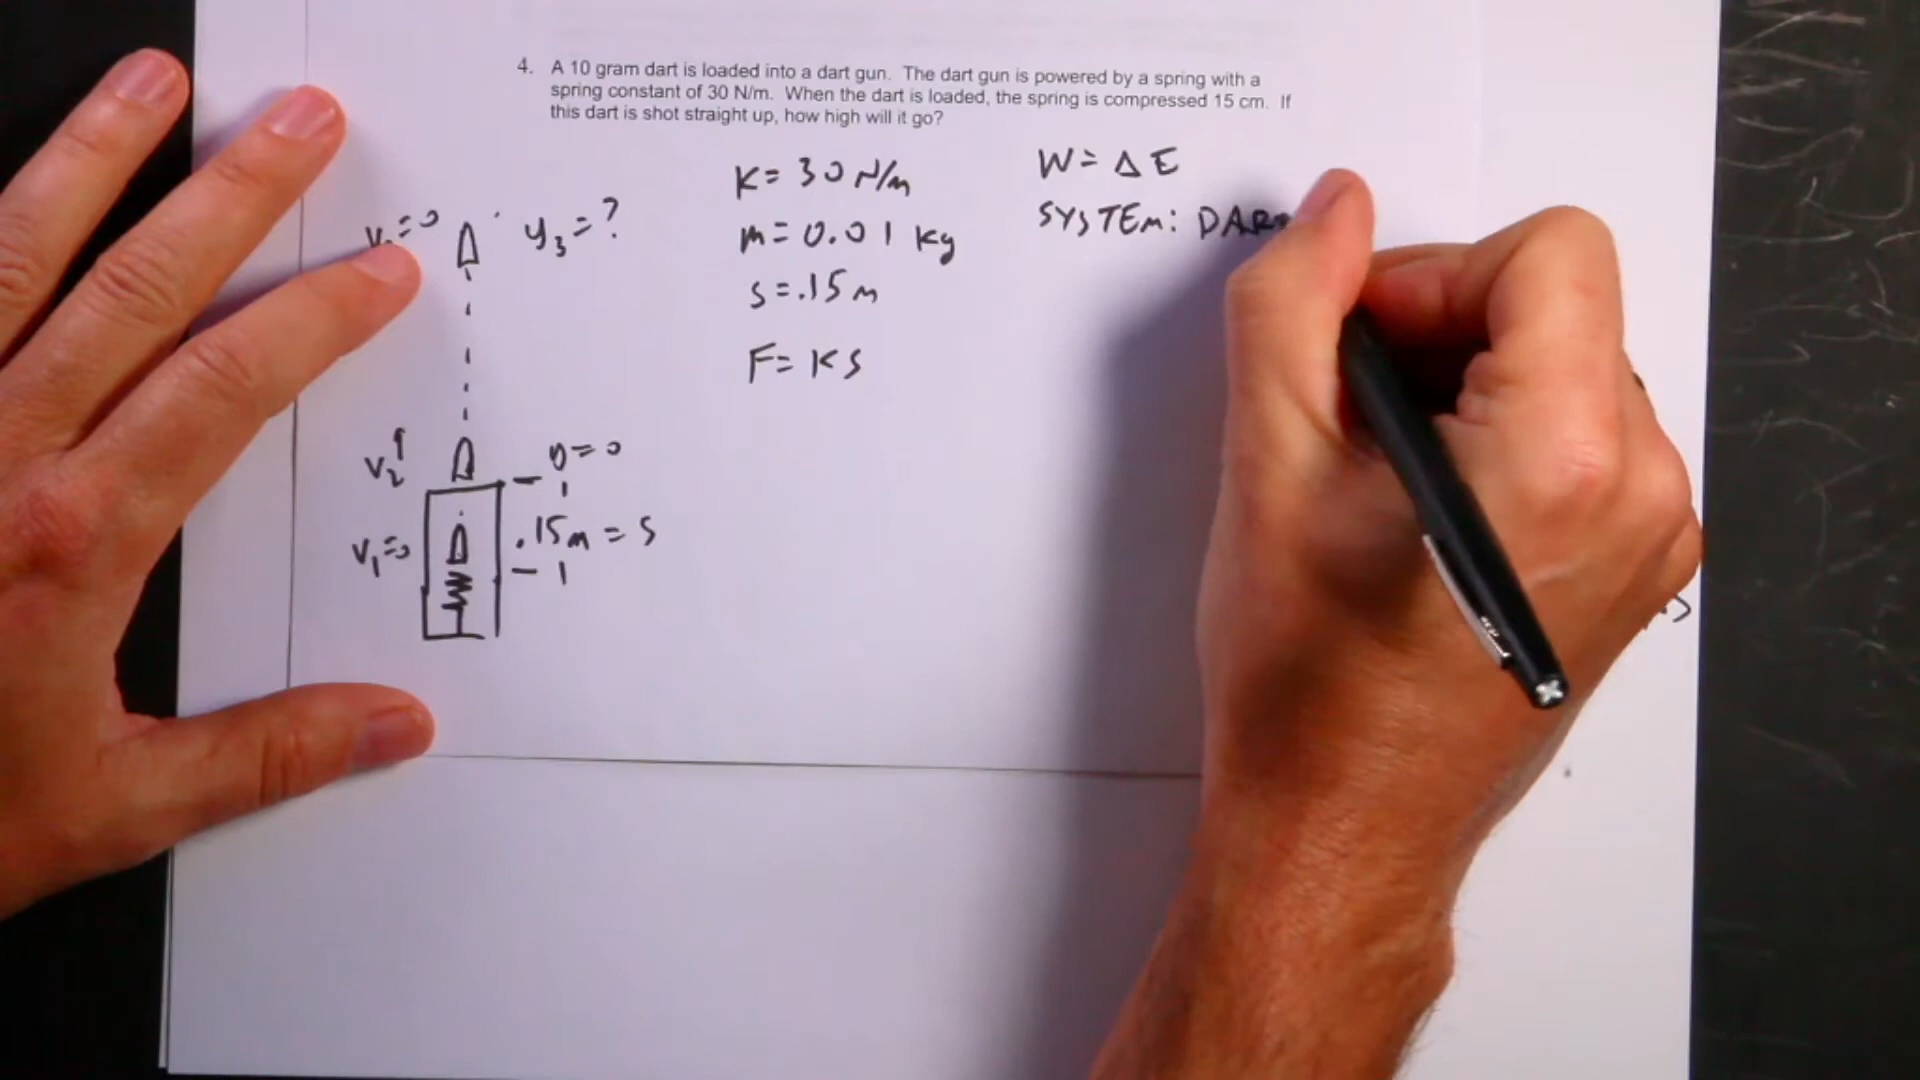 4. A 10 gram dart is loaded into a dart gun. The dart gun is powered by a spring with a
spring constant of 30 N/m. When the dart is loaded, the spring is compressed 15 cm. If
this dart is shot straight up, how high will it go?
K = 30 N/m
m = 0.01 kg
s = .15 m
F = KS
W = Δ E
SYSTEM: DART
y₃ = ?
v₂
y = 0
v₁ = 0
.15m = S